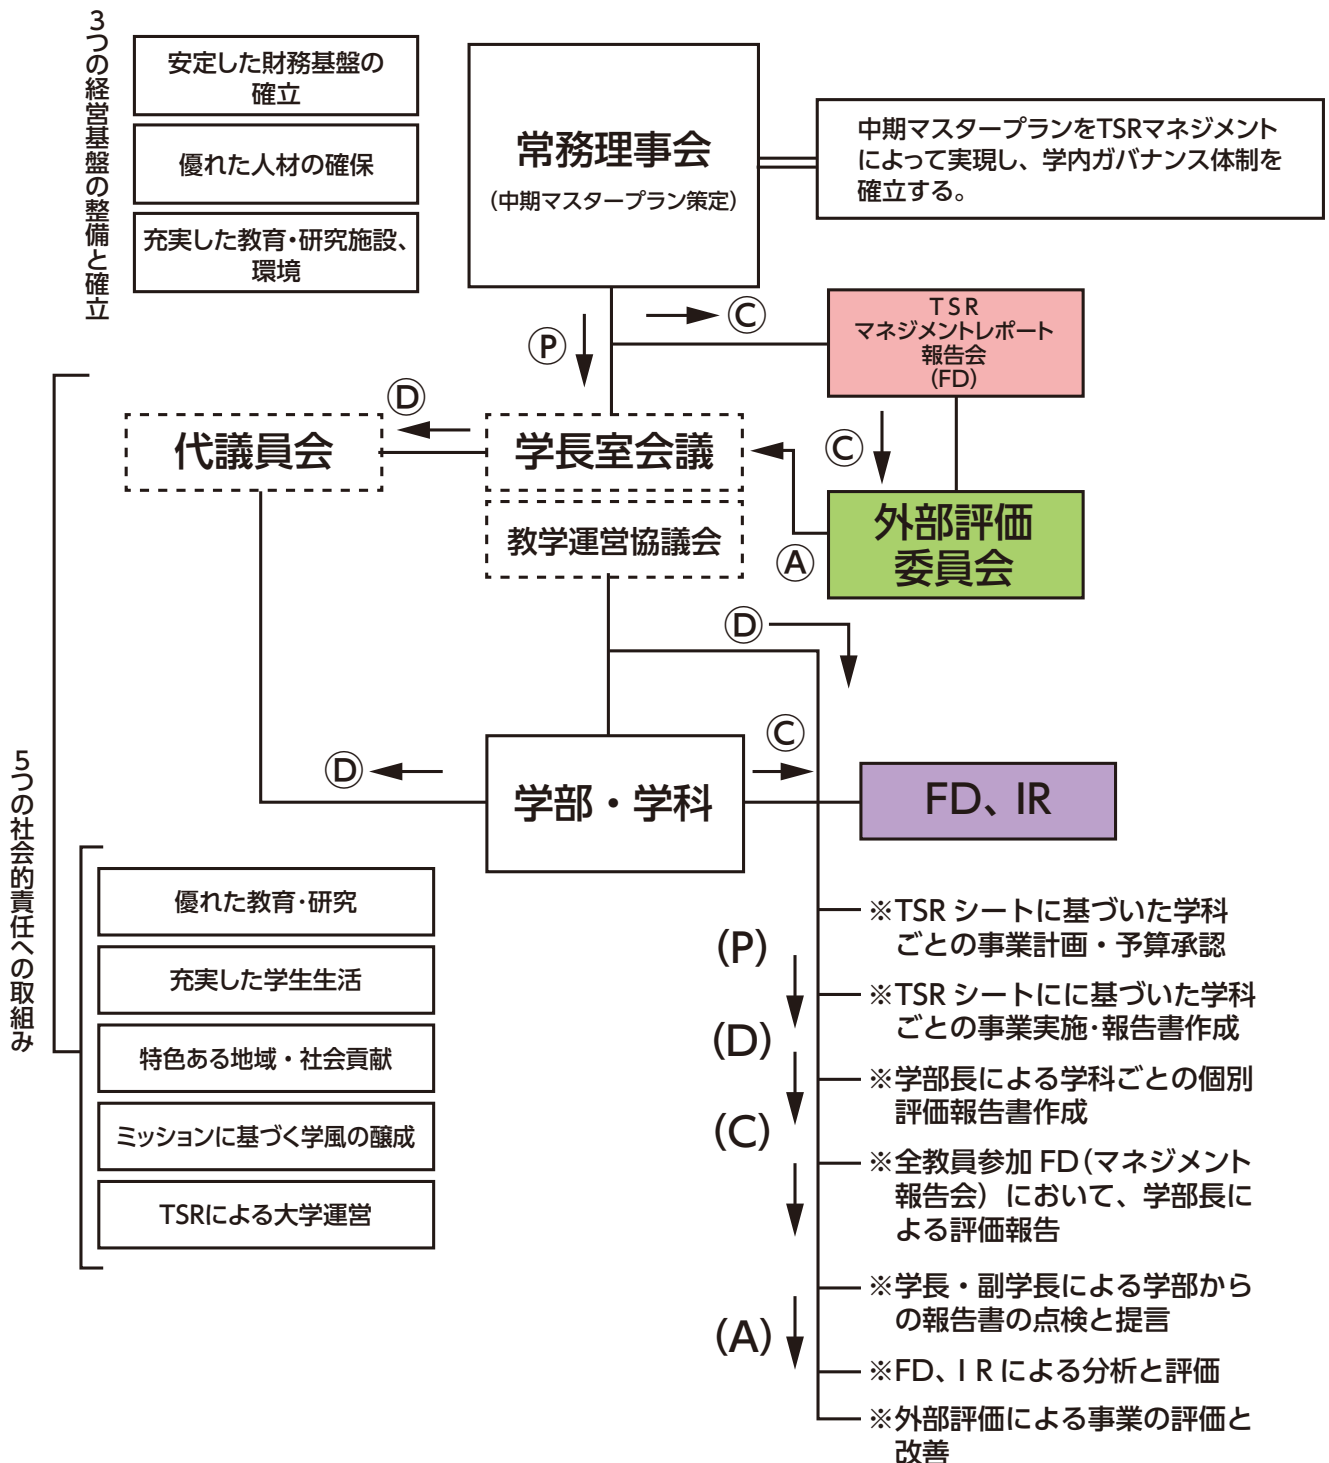 3つの経営基盤の整備と確立
安定した財務基盤の
確立
優れた人材の確保
充実した教育・研究施設、
環境
常務理事会
(中期マスタープラン策定)
中期マスタープランをTSRマネジメント
によって実現し、学内ガバナンス体制を
確立する。
Ⓟ
Ⓒ
TSR
マネジメントレポート
報告会
(FD)
Ⓓ
代議員会
学長室会議
教学運営協議会
Ⓒ
外部評価
委員会
Ⓐ
Ⓓ
Ⓓ
学部・学科
Ⓒ
FD、IR
5つの社会的責任への取組み
優れた教育・研究
充実した学生生活
特色ある地域・社会貢献
ミッションに基づく学風の醸成
TSRによる大学運営
(P)
(D)
(C)
(A)
※TSR シートに基づいた学科
ごとの事業計画・予算承認
※TSR シートにに基づいた学科
ごとの事業実施・報告書作成
※学部長による学科ごとの個別
評価報告書作成
※全教員参加 FD(マネジメント
報告会)において、学部長に
よる評価報告
※学長・副学長による学部から
の報告書の点検と提言
※FD、I R による分析と評価
※外部評価による事業の評価と
改善